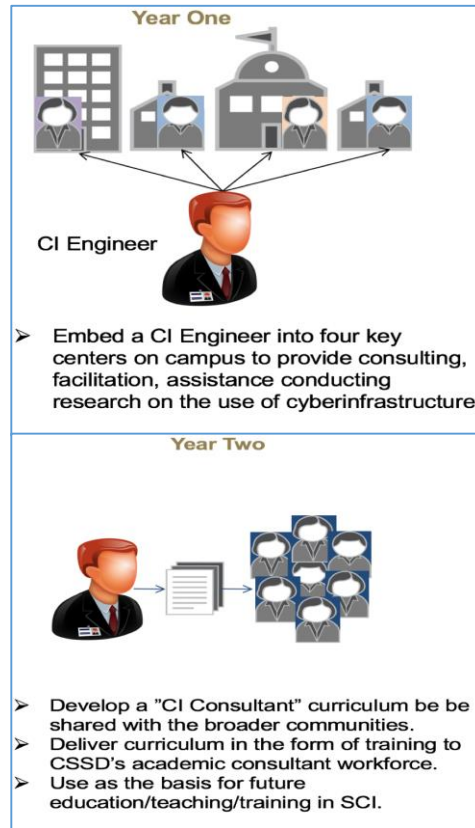 Year One
CI Engineer
➢ Embed a CI Engineer into four key
centers on campus to provide consulting,
facilitation, assistance conducting
research on the use of cyberinfrastructure
Year Two
➢ Develop a ”CI Consultant” curriculum be be
shared with the broader communities.
➢ Deliver curriculum in the form of training to
CSSD’s academic consultant workforce.
➢ Use as the basis for future
education/teaching/training in SCI.